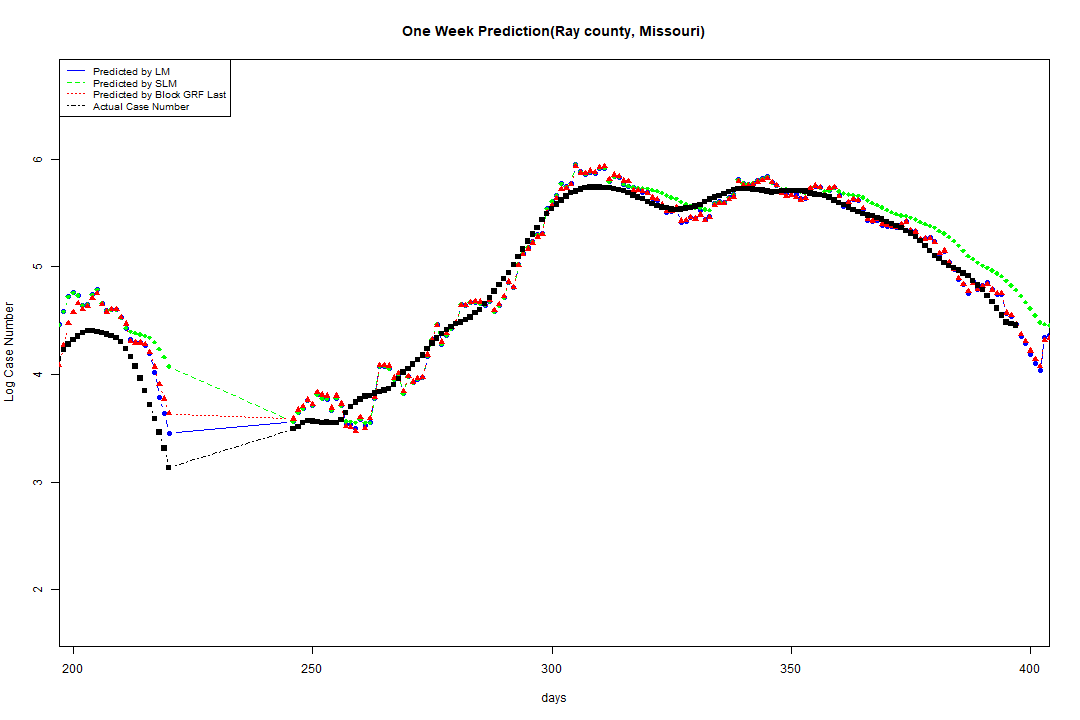 One Week Prediction(Ray county, Missouri)
Predicted by LM
Predicted by SLM
Predicted by Block GRF Last
Actual Case Number
6
5
4
3
2
Log Case Number
200
250
300
350
400
days